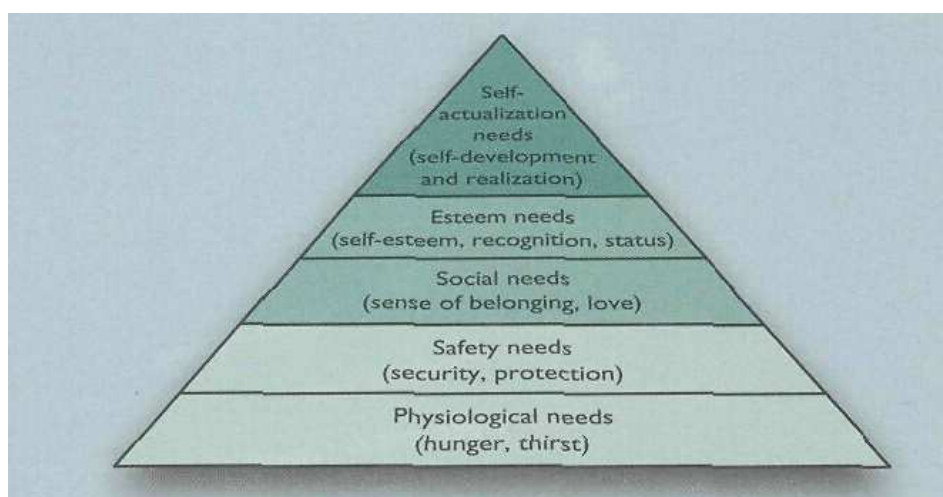 Self-
actualization
needs
(self-development
and realization)
Esteem needs
(self-esteem, recognition, status)
Social needs
(sense of belonging, love)
Safety needs
(security, protection)
Physiological needs
(hunger, thirst)